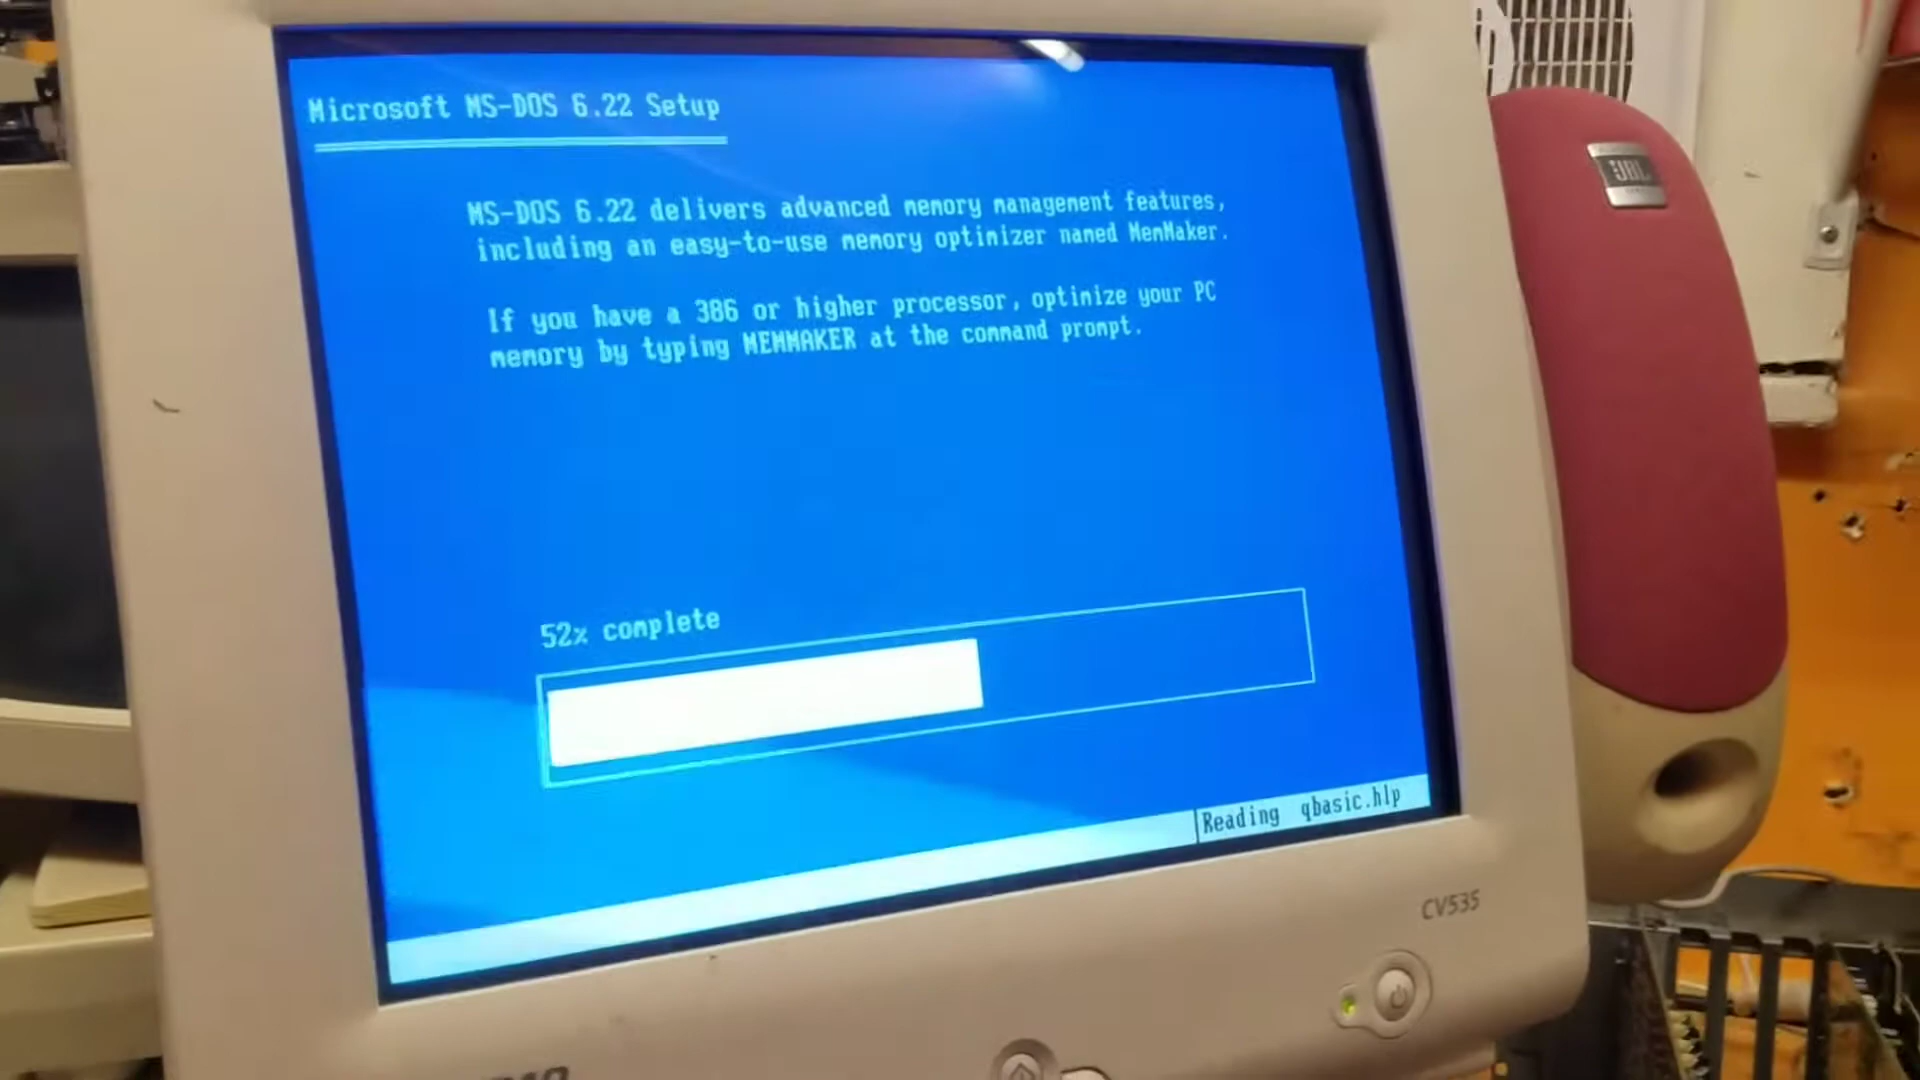 Microsoft MS-DOS 6.22 Setup
MS-DOS 6.22 delivers advanced memory management features,
including an easy-to-use memory optimizer named MemMaker.
If you have a 386 or higher processor, optimize your PC
memory by typing MEMMAKER at the command prompt.
52% complete
Reading qbasic.hlp
CV535
JBL